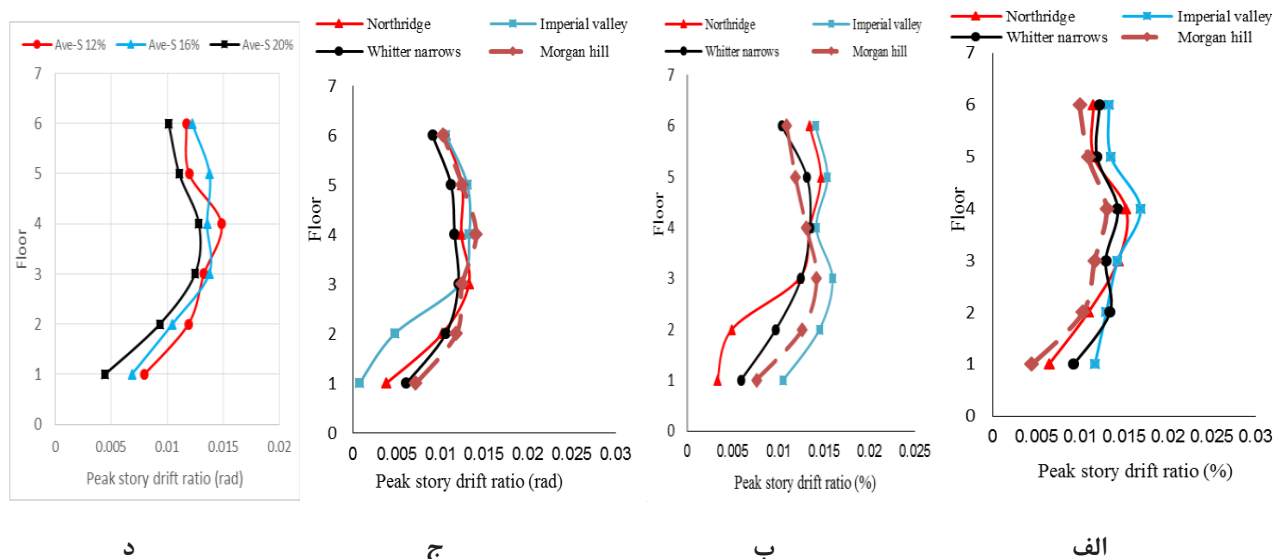 Ave-S 12% Ave-S 16% Ave-S 20%
7
6
5
4
3
2
1
0
Floor
0 0.005 0.01 0.015 0.02
Peak story drift ratio (rad)
د
Northridge Imperial valley
Whitter narrows Morgan hill
7
6
5
4
3
2
1
0
Floor
0 0.005 0.010 0.015 0.02 0.025 0.03
Peak story drift ratio (rad)
ج
Northridge Imperial valley
Whitter narrows Morgan hill
7
6
5
4
3
2
1
0
Floor
0 0.005 0.01 0.015 0.02 0.025
Peak story drift ratio (%)
ب
Northridge Imperial valley
Whitter narrows Morgan hill
7
6
5
4
3
2
1
0
Floor
0 0.005 0.010 0.015 0.02 0.025 0.03
Peak story drift ratio (%)
الف